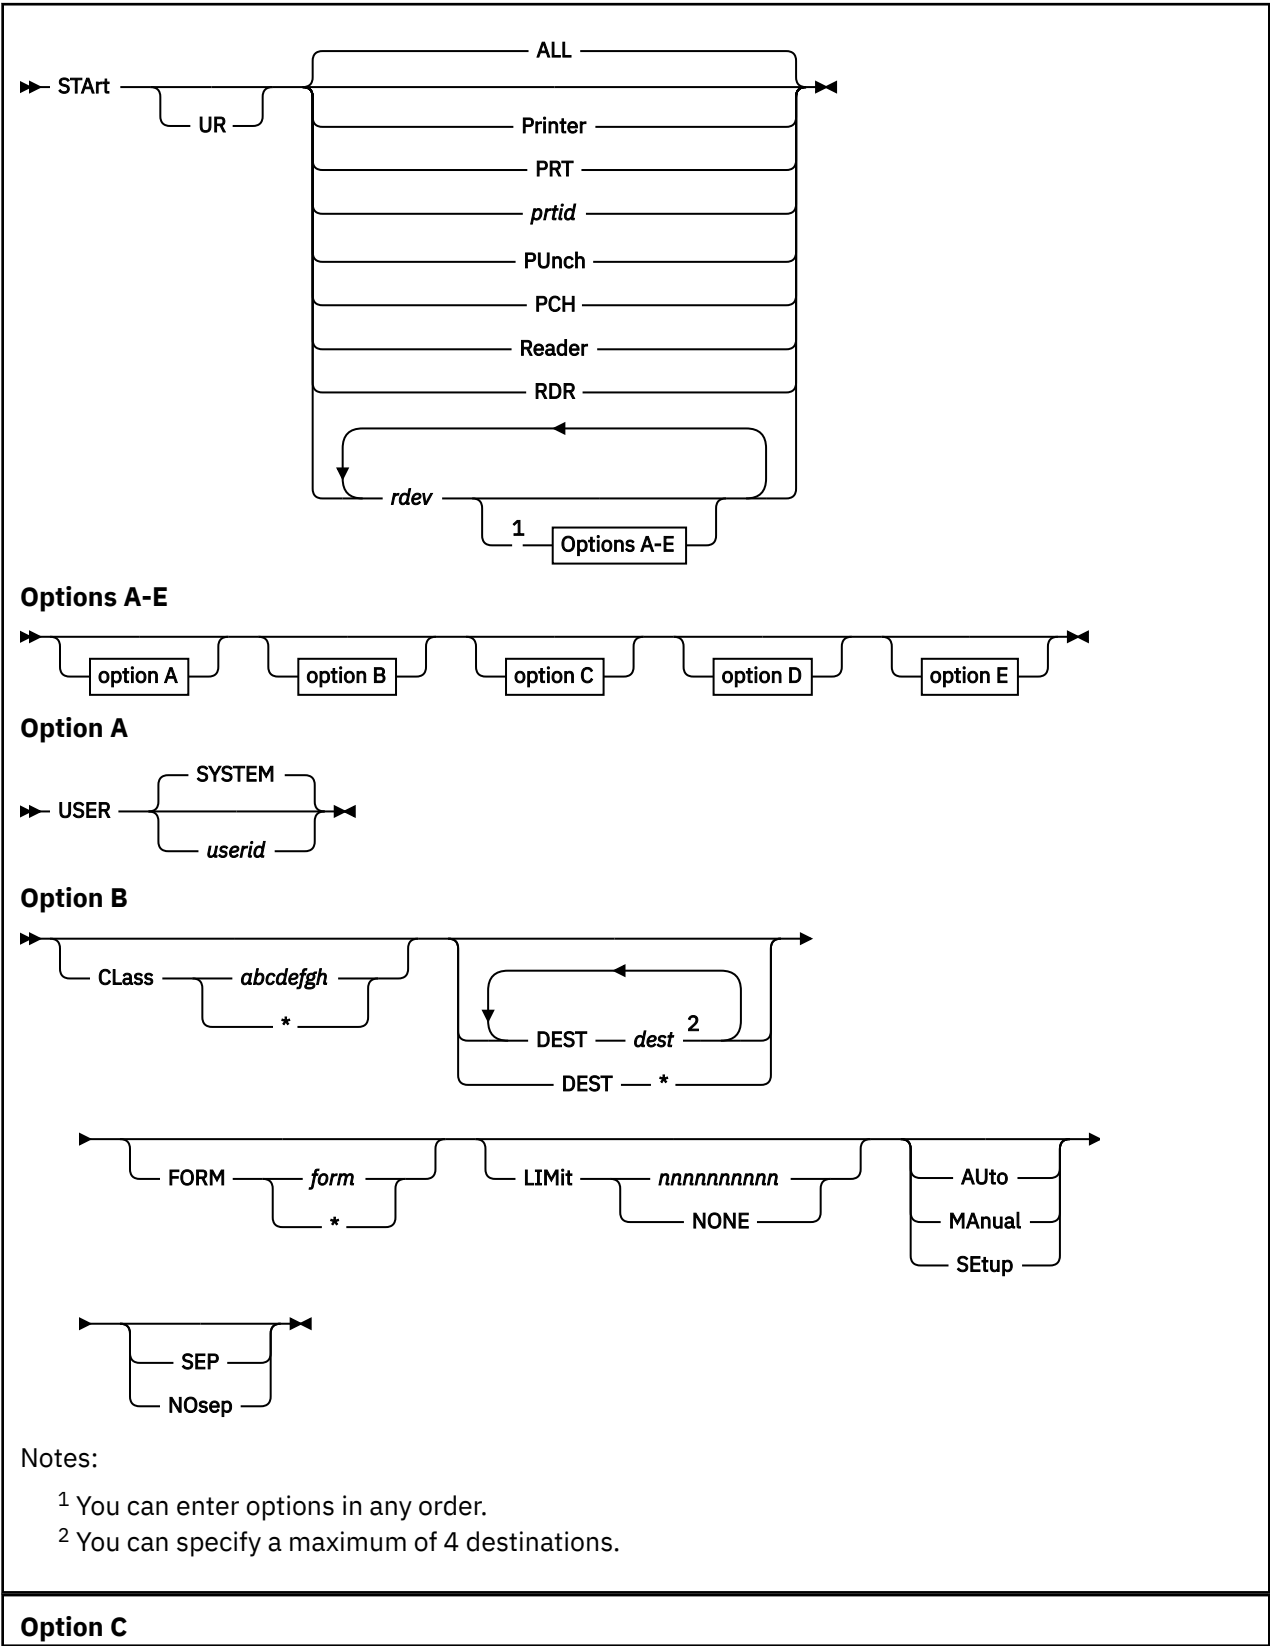 ALL
STArt
UR
Printer
PRT
prtid
PUnch
PCH
Reader
RDR
rdev
1
Options A-E
Options A-E
option A option B option C option D option E
Option A
SYSTEM
USER
userid
Option B
CLass abcdefgh
*
DEST dest 2
DEST *
FORM form
*
LIMit nnnnnnnnnn
NONE
AUto
MAnual
SEtup
SEP
NOsep
Notes:
1 You can enter options in any order.
2 You can specify a maximum of 4 destinations.
Option C